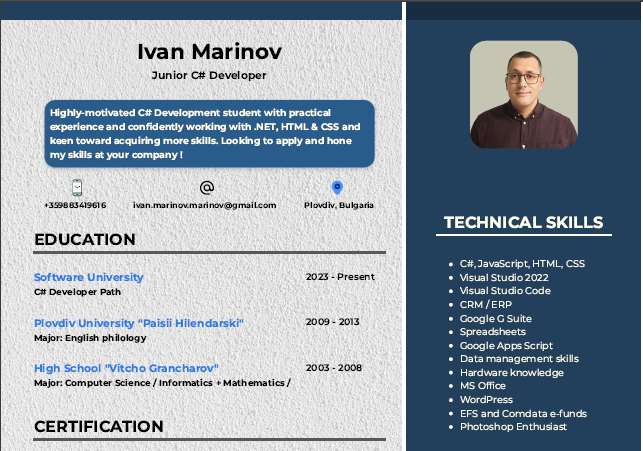 Ivan Marinov
Junior C# Developer
Highly-motivated C# Development student with practical
experience and confidently working with .NET, HTML & CSS and
keen toward acquiring more skills. Looking to apply and hone
my skills at your company !
+359883419616
ivan.marinov.marinov@gmail.com
Plovdiv, Bulgaria
EDUCATION
Software University
2023 - Present
C# Developer Path
Plovdiv University "Paisii Hilendarski"
2009 - 2013
Major: English philology
High School "Vitcho Grancharov"
2003 - 2008
Major: Computer Science / Informatics + Mathematics /
CERTIFICATION
TECHNICAL SKILLS
C#, JavaScript, HTML, CSS
Visual Studio 2022
Visual Studio Code
CRM / ERP
Google G Suite
Spreadsheets
Google Apps Script
Data management skills
Hardware knowledge
MS Office
WordPress
EFS and Comdata e-funds
Photoshop Enthusiast